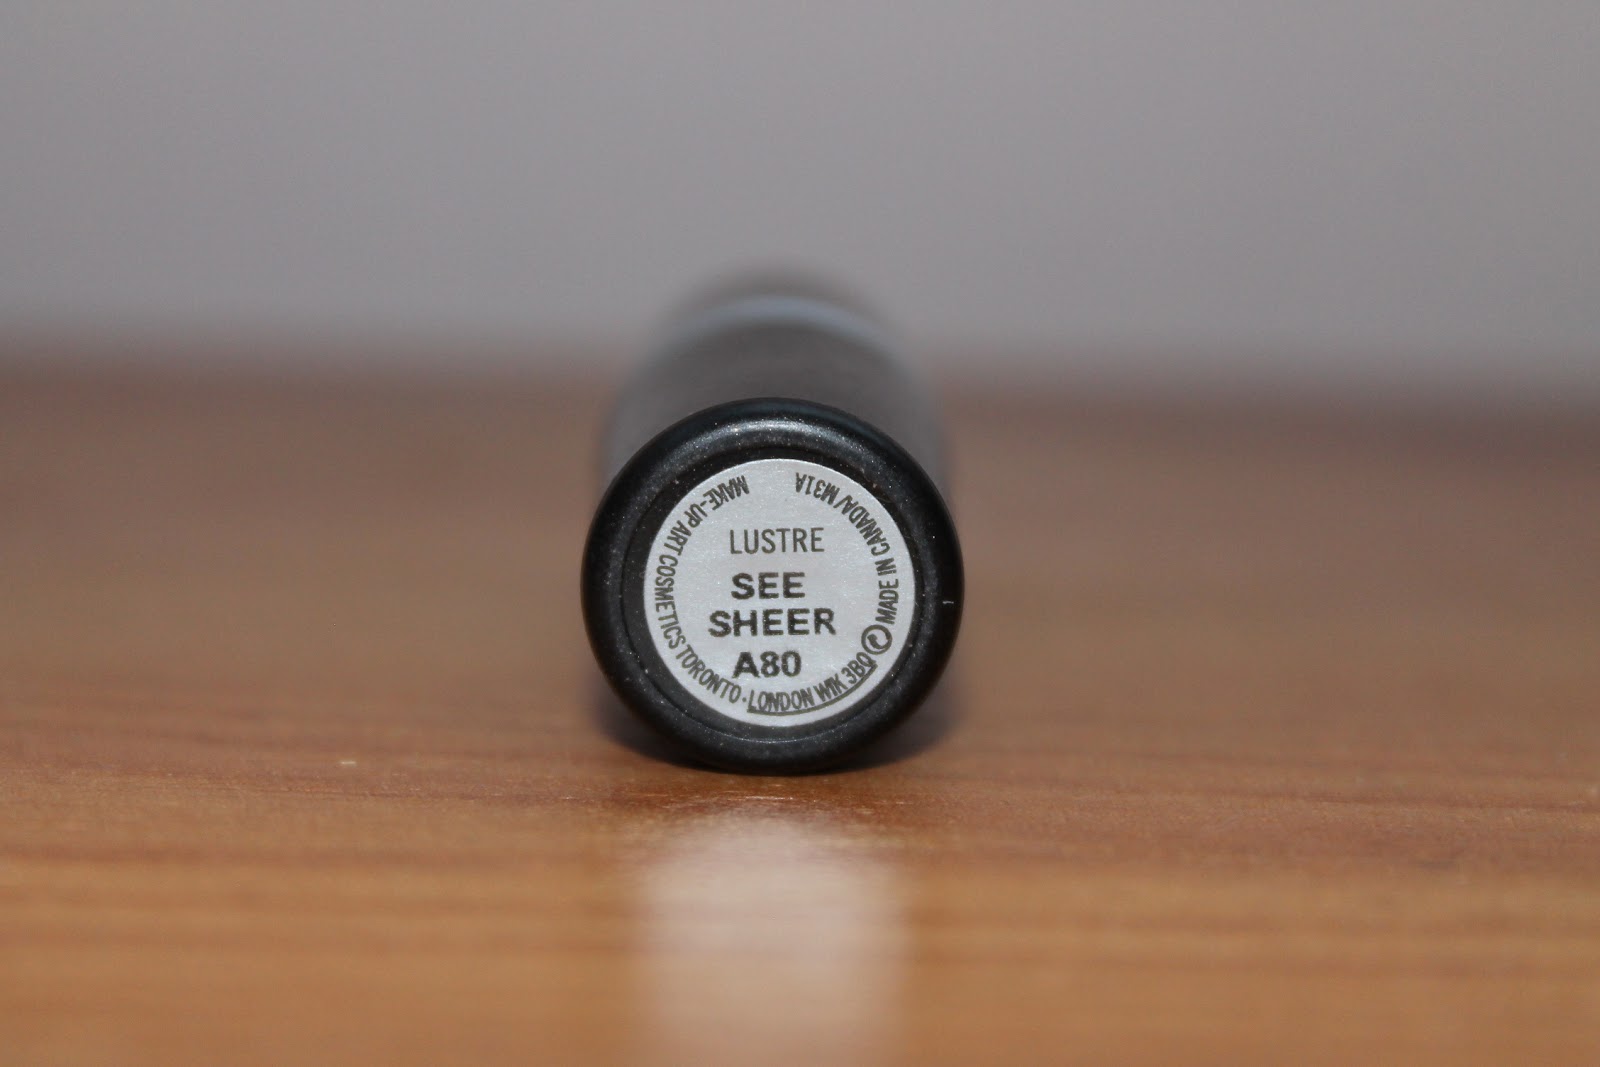 LUSTRE
SEE
SHEER
A80
MAKE-UP ART COSMETICS TORONTO · LONDON W1K 3BQ MADE IN CANADA/ M31A